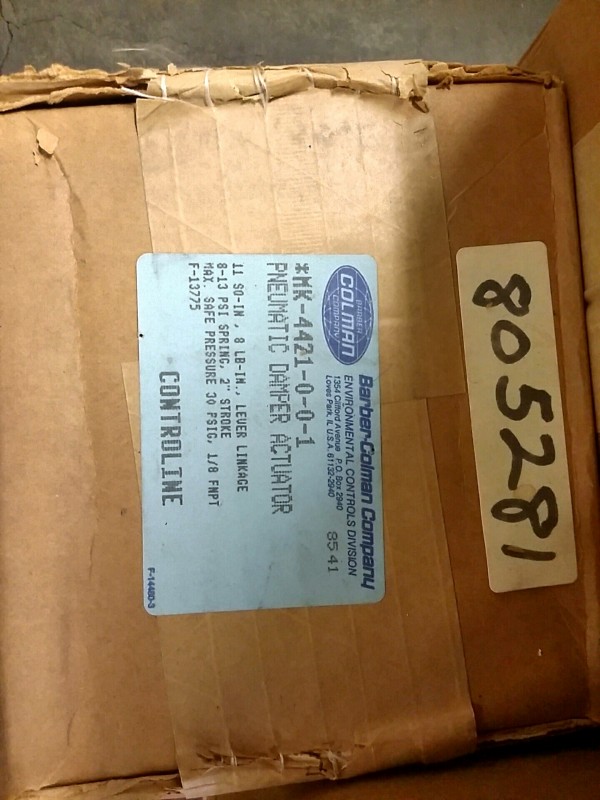 805281
BARBER
COLMAN
COMPANY
Barber-Colman Company
ENVIRONMENTAL CONTROLS DIVISION
1354 Clifford Avenue P.O. Box 2940
Loves Park, IL U.S.A. 61132-2940
8541
*MK-4421-0-0-1
PNEUMATIC DAMPER ACTUATOR
11 SQ-IN , 8 LB-IN., LEVER LINKAGE
8-13 PSI SPRING, 2" STROKE
MAX. SAFE PRESSURE 30 PSIG, 1/8 FNPT
F-13775
CONTROLINE
F-14480-3